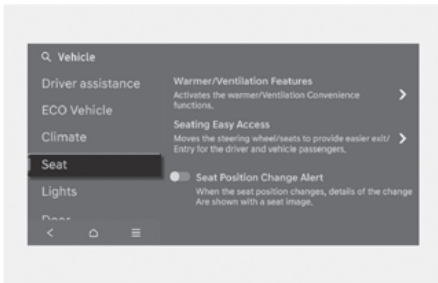 Vehicle
Driver assistance
ECO Vehicle
Climate
Seat
Lights
Door
Warmer/Ventilation Features
Activates the warmer/Ventilation Convenience
functions.
Seating Easy Access
Moves the steering wheel/seats to provide easier exit/
Entry for the driver and vehicle passengers.
Seat Position Change Alert
When the seat position changes, details of the change
Are shown with a seat image.